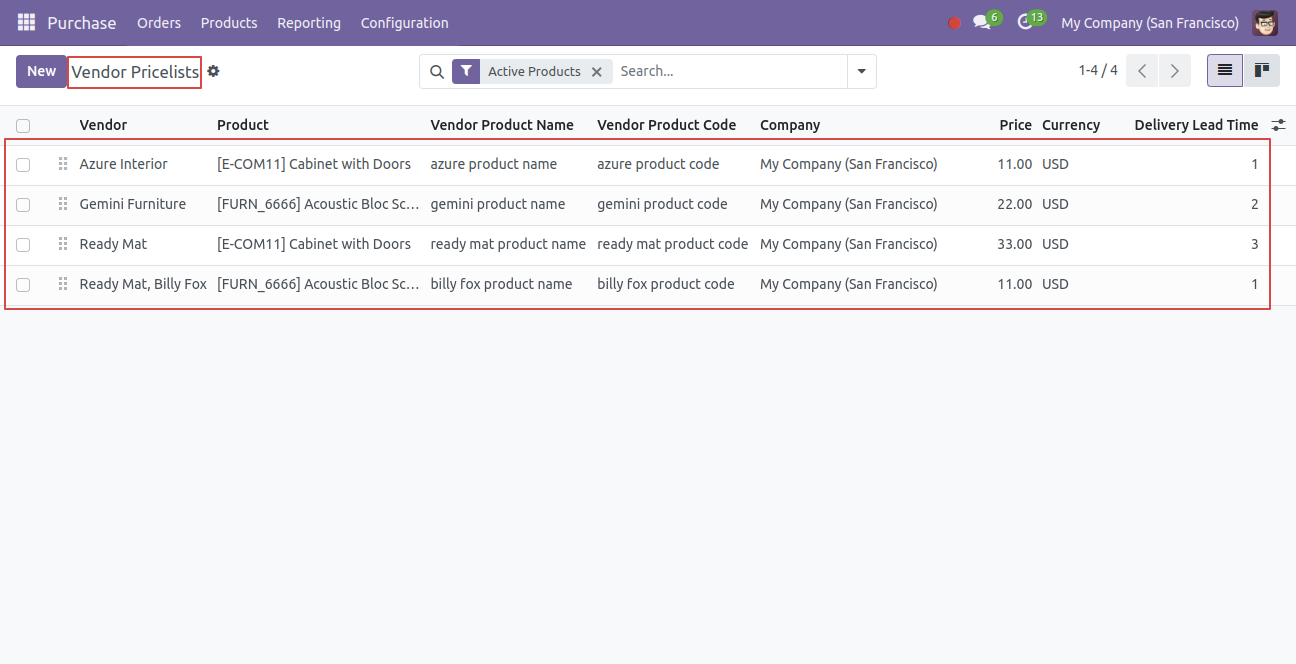 Purchase Orders Products Reporting Configuration 6 13 My Company (San Francisco)
New Vendor Pricelists Active Products Search... 1-4 / 4
Vendor Product Vendor Product Name Vendor Product Code Company Price Currency Delivery Lead Time
Azure Interior [E-COM11] Cabinet with Doors azure product name azure product code My Company (San Francisco) 11.00 USD 1
Gemini Furniture [FURN_6666] Acoustic Bloc Sc... gemini product name gemini product code My Company (San Francisco) 22.00 USD 2
Ready Mat [E-COM11] Cabinet with Doors ready mat product name ready mat product code My Company (San Francisco) 33.00 USD 3
Ready Mat, Billy Fox [FURN_6666] Acoustic Bloc Sc... billy fox product name billy fox product code My Company (San Francisco) 11.00 USD 1